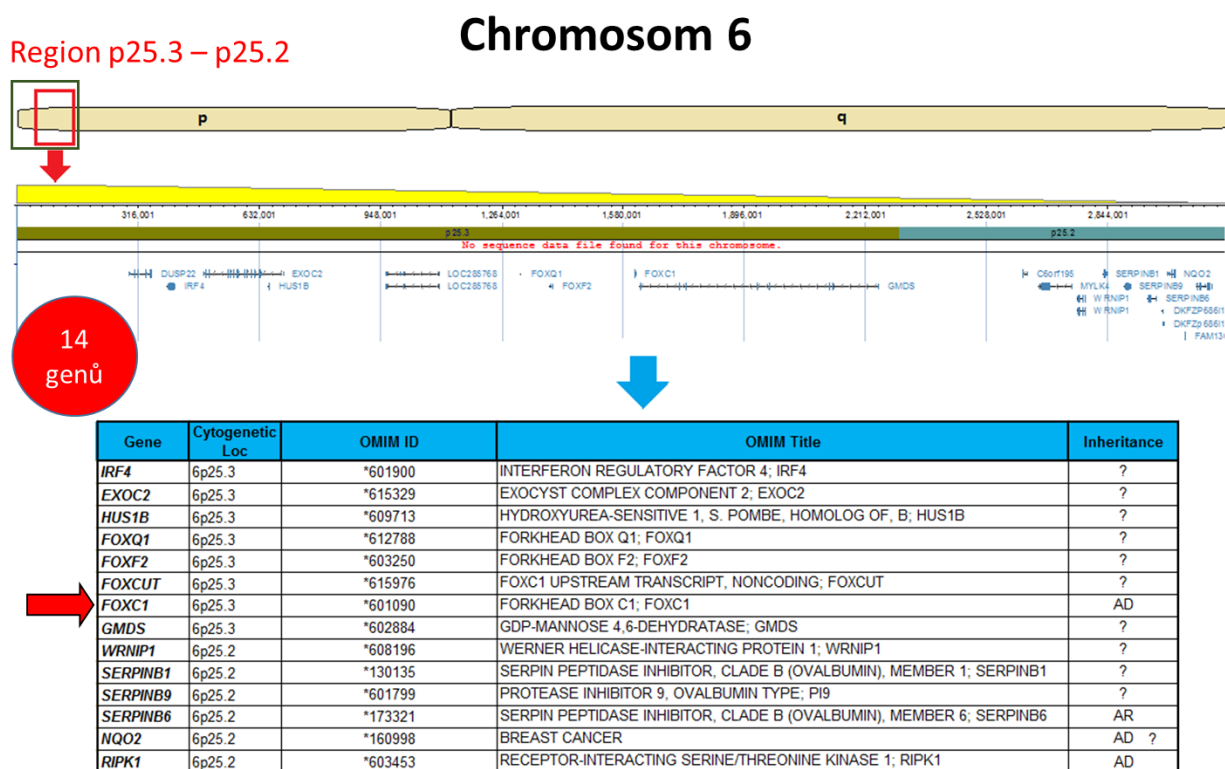 Chromosom 6
Region p25.3 – p25.2
p q
316,001 632,001 948,001 1,264,001 1,580,001 1,896,001 2,212,001 2,528,001 2,844,001
p25.3 p25.2
No sequence data file found for this chromosome.
DUSP22 EXOC2 LOC285768 FOXQ1 FOXC1 C6orf195 SERPINB1 NQO2
IRF4 HUS1B LOC285768 FOXF2 GMDS MYLK4 SERPINB9
WRNIP1 SERPINB6
WRNIP1 DKFZP686I1
DKFZp686I1
FAM13
14
genů
Gene Cytogenetic Loc OMIM ID OMIM Title Inheritance
IRF4 6p25.3 *601900 INTERFERON REGULATORY FACTOR 4; IRF4 ?
EXOC2 6p25.3 *615329 EXOCYST COMPLEX COMPONENT 2; EXOC2 ?
HUS1B 6p25.3 *609713 HYDROXYUREA-SENSITIVE 1, S. POMBE, HOMOLOG OF, B; HUS1B ?
FOXQ1 6p25.3 *612788 FORKHEAD BOX Q1; FOXQ1 ?
FOXF2 6p25.3 *603250 FORKHEAD BOX F2; FOXF2 ?
FOXCUT 6p25.3 *615976 FOXC1 UPSTREAM TRANSCRIPT, NONCODING; FOXCUT ?
FOXC1 6p25.3 *601090 FORKHEAD BOX C1; FOXC1 AD
GMDS 6p25.3 *602884 GDP-MANNOSE 4,6-DEHYDRATASE; GMDS ?
WRNIP1 6p25.2 *608196 WERNER HELICASE-INTERACTING PROTEIN 1; WRNIP1 ?
SERPINB1 6p25.2 *130135 SERPIN PEPTIDASE INHIBITOR, CLADE B (OVALBUMIN), MEMBER 1; SERPINB1 ?
SERPINB9 6p25.2 *601799 PROTEASE INHIBITOR 9, OVALBUMIN TYPE; PI9 ?
SERPINB6 6p25.2 *173321 SERPIN PEPTIDASE INHIBITOR, CLADE B (OVALBUMIN), MEMBER 6; SERPINB6 AR
NQO2 6p25.2 *160998 BREAST CANCER AD ?
RIPK1 6p25.2 *603453 RECEPTOR-INTERACTING SERINE/THREONINE KINASE 1; RIPK1 AD